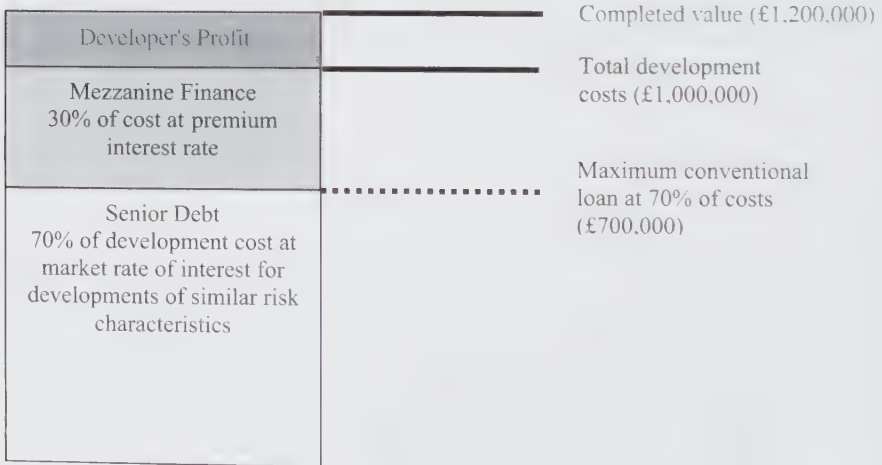 Developer's Profit
Mezzanine Finance
30% of cost at premium
interest rate
Senior Debt
70% of development cost at
market rate of interest for
developments of similar risk
characteristics
Completed value (£1,200,000)
Total development
costs (£1,000,000)
Maximum conventional
loan at 70% of costs
(£700,000)